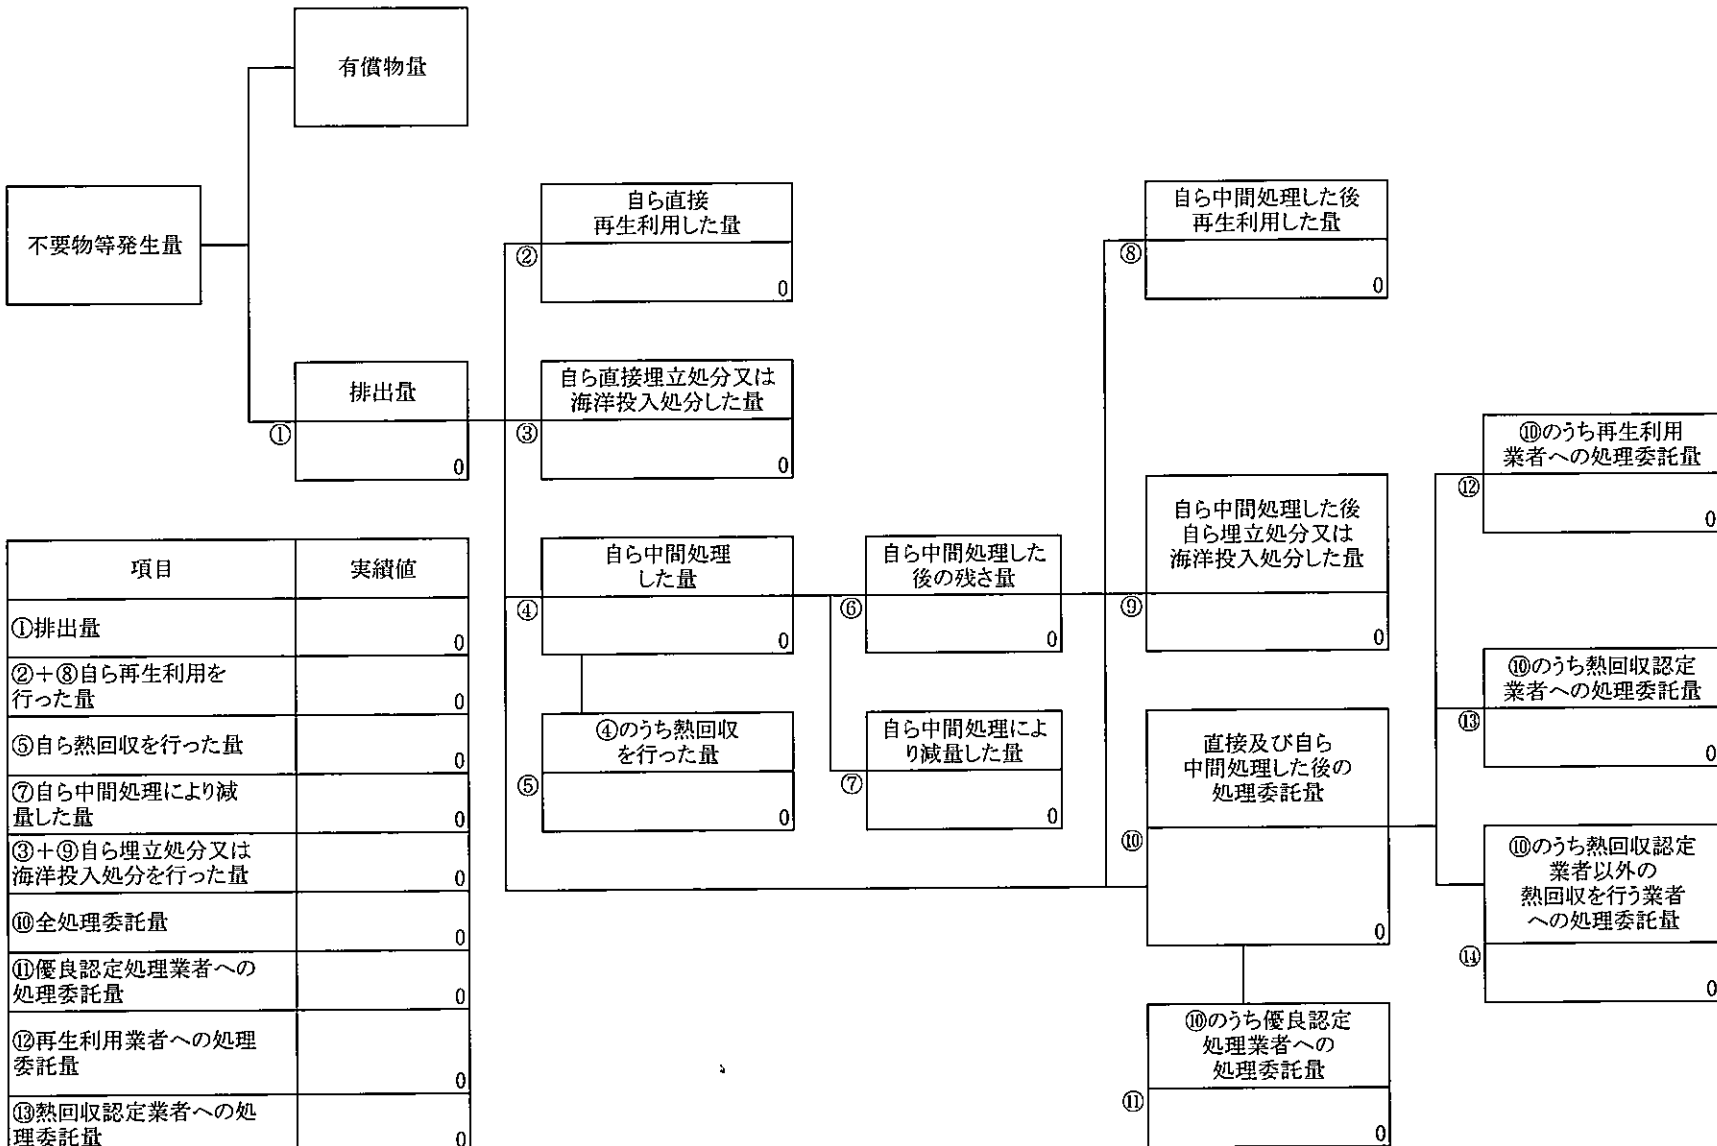 有償物量
不要物等発生量
排出量
①
0
自ら直接
再生利用した量
②
0
自ら直接埋立処分又は
海洋投入処分した量
③
0
自ら中間処理
した量
④
0
④のうち熱回収
を行った量
⑤
0
自ら中間処理した
後の残さ量
⑥
0
自ら中間処理によ
り減量した量
⑦
0
自ら中間処理した後
再生利用した量
⑧
0
自ら中間処理した後
自ら埋立処分又は
海洋投入処分した量
⑨
0
直接及び自ら
中間処理した後の
処理委託量
⑩
0
⑩のうち優良認定
処理業者への
処理委託量
⑪
0
⑩のうち再生利用
業者への処理委託量
⑫
0
⑩のうち熱回収認定
業者への処理委託量
⑬
0
⑩のうち熱回収認定
業者以外の
熱回収を行う業者
への処理委託量
⑭
0
項目 実績値
①排出量
0
②+⑧自ら再生利用を
行った量 0
⑤自ら熱回収を行った量
0
⑦自ら中間処理により減
量した量 0
③+⑨自ら埋立処分又は
海洋投入処分を行った量 0
⑩全処理委託量
0
⑪優良認定処理業者への
処理委託量 0
⑫再生利用業者への処理
委託量
0
⑬熱回収認定業者への処
理委託量 0